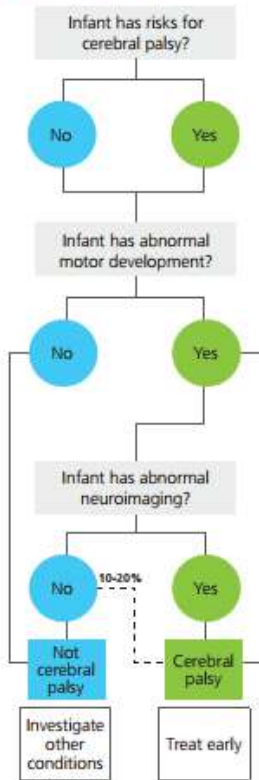 Infant has risks for
cerebral palsy?
No
Yes
Infant has abnormal
motor development?
No
Yes
Infant has abnormal
neuroimaging?
No
10-20%
Yes
Not
cerebral
palsy
Cerebral
palsy
Investigate
other
conditions
Treat early